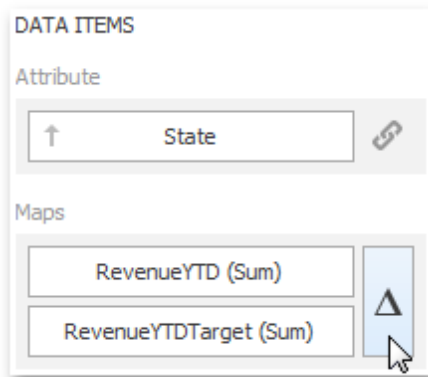 DATA ITEMS
Attribute
State
Maps
RevenueYTD (Sum)
RevenueYTDTarget (Sum)
Δ